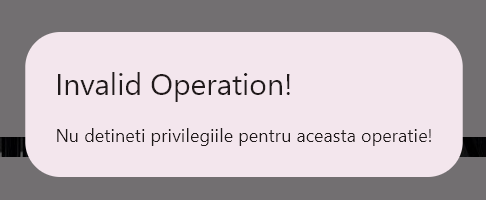 Invalid Operation!
Nu detineti privilegiile pentru aceasta operatie!